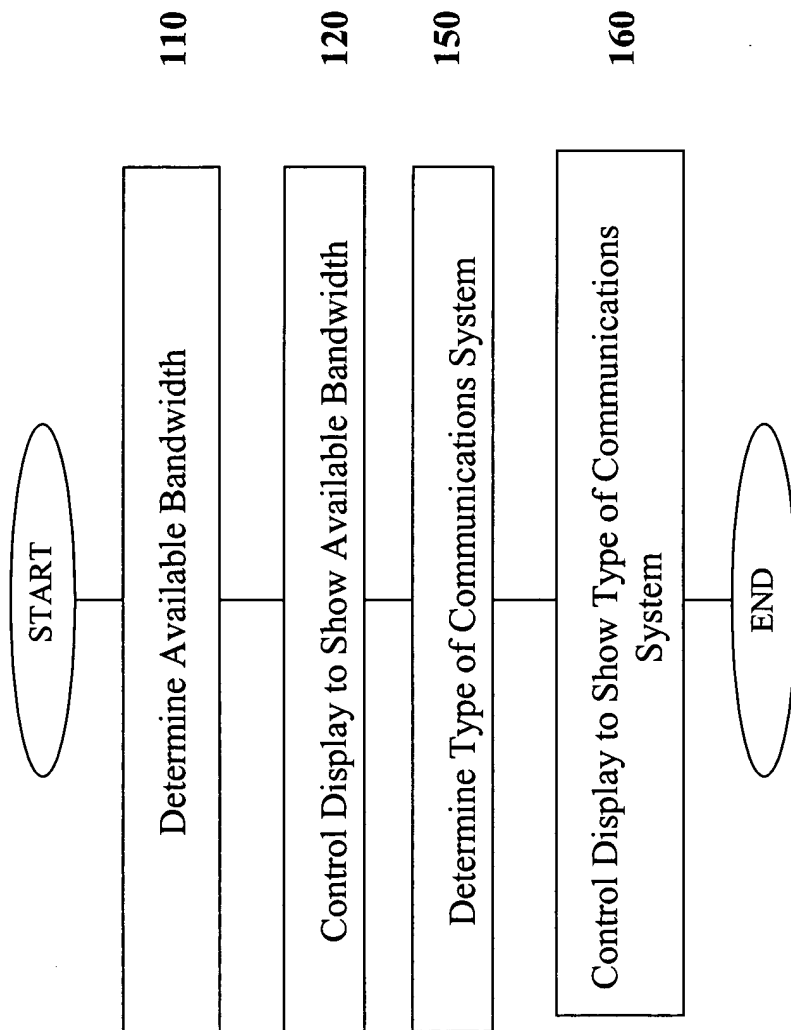 START
Determine Available Bandwidth
110
Control Display to Show Available Bandwidth
120
Determine Type of Communications System
150
Control Display to Show Type of Communications
System
160
END